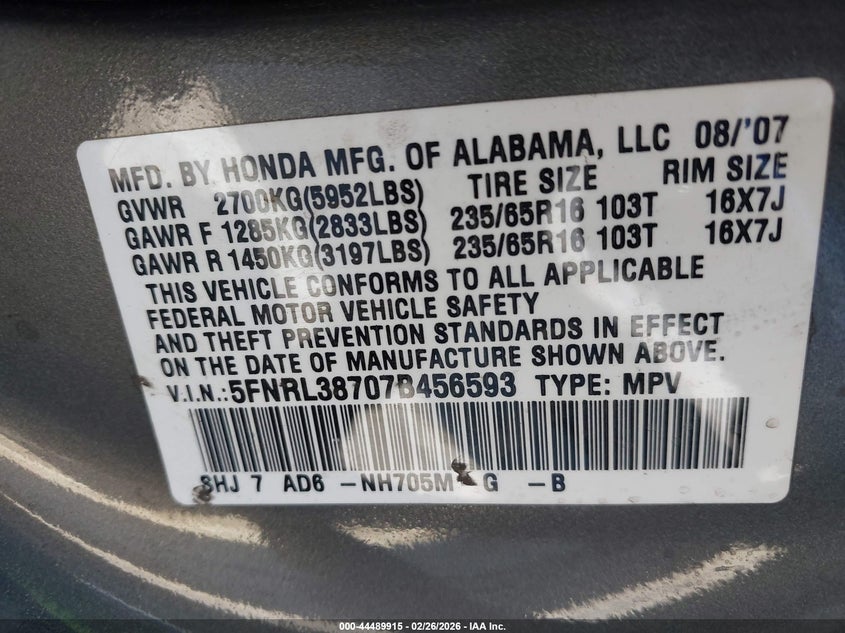 MFD. BY HONDA MFG. OF ALABAMA, LLC 08/'07
GVWR 2700KG(5952LBS) TIRE SIZE RIM SIZE
GAWR F 1285KG(2833LBS) 235/65R16 103T 16X7J
GAWR R 1450KG(3197LBS) 235/65R16 103T 16X7J
THIS VEHICLE CONFORMS TO ALL APPLICABLE
FEDERAL MOTOR VEHICLE SAFETY
AND THEFT PREVENTION STANDARDS IN EFFECT
ON THE DATE OF MANUFACTURE SHOWN ABOVE.
V.I.N.:5FNRL38707B456593 TYPE: MPV
SHJ 7 AD6 -NH705M G -B
000-44489915 - 02/26/2026 - IAA Inc.